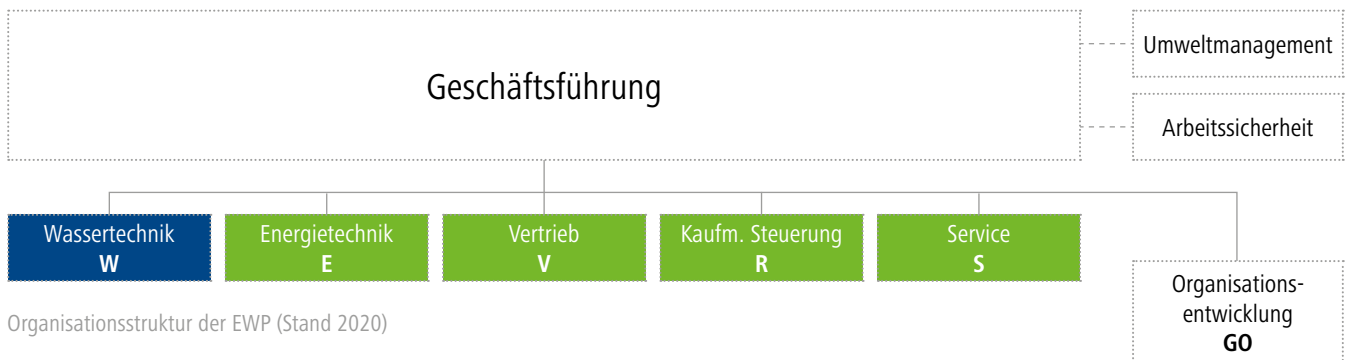 Geschäftsführung
Umweltmanagement
Arbeitssicherheit
Wassertechnik
W
Energietechnik
E
Vertrieb
V
Kaufm. Steuerung
R
Service
S
Organisations-
entwicklung
GO
Organisationsstruktur der EWP (Stand 2020)